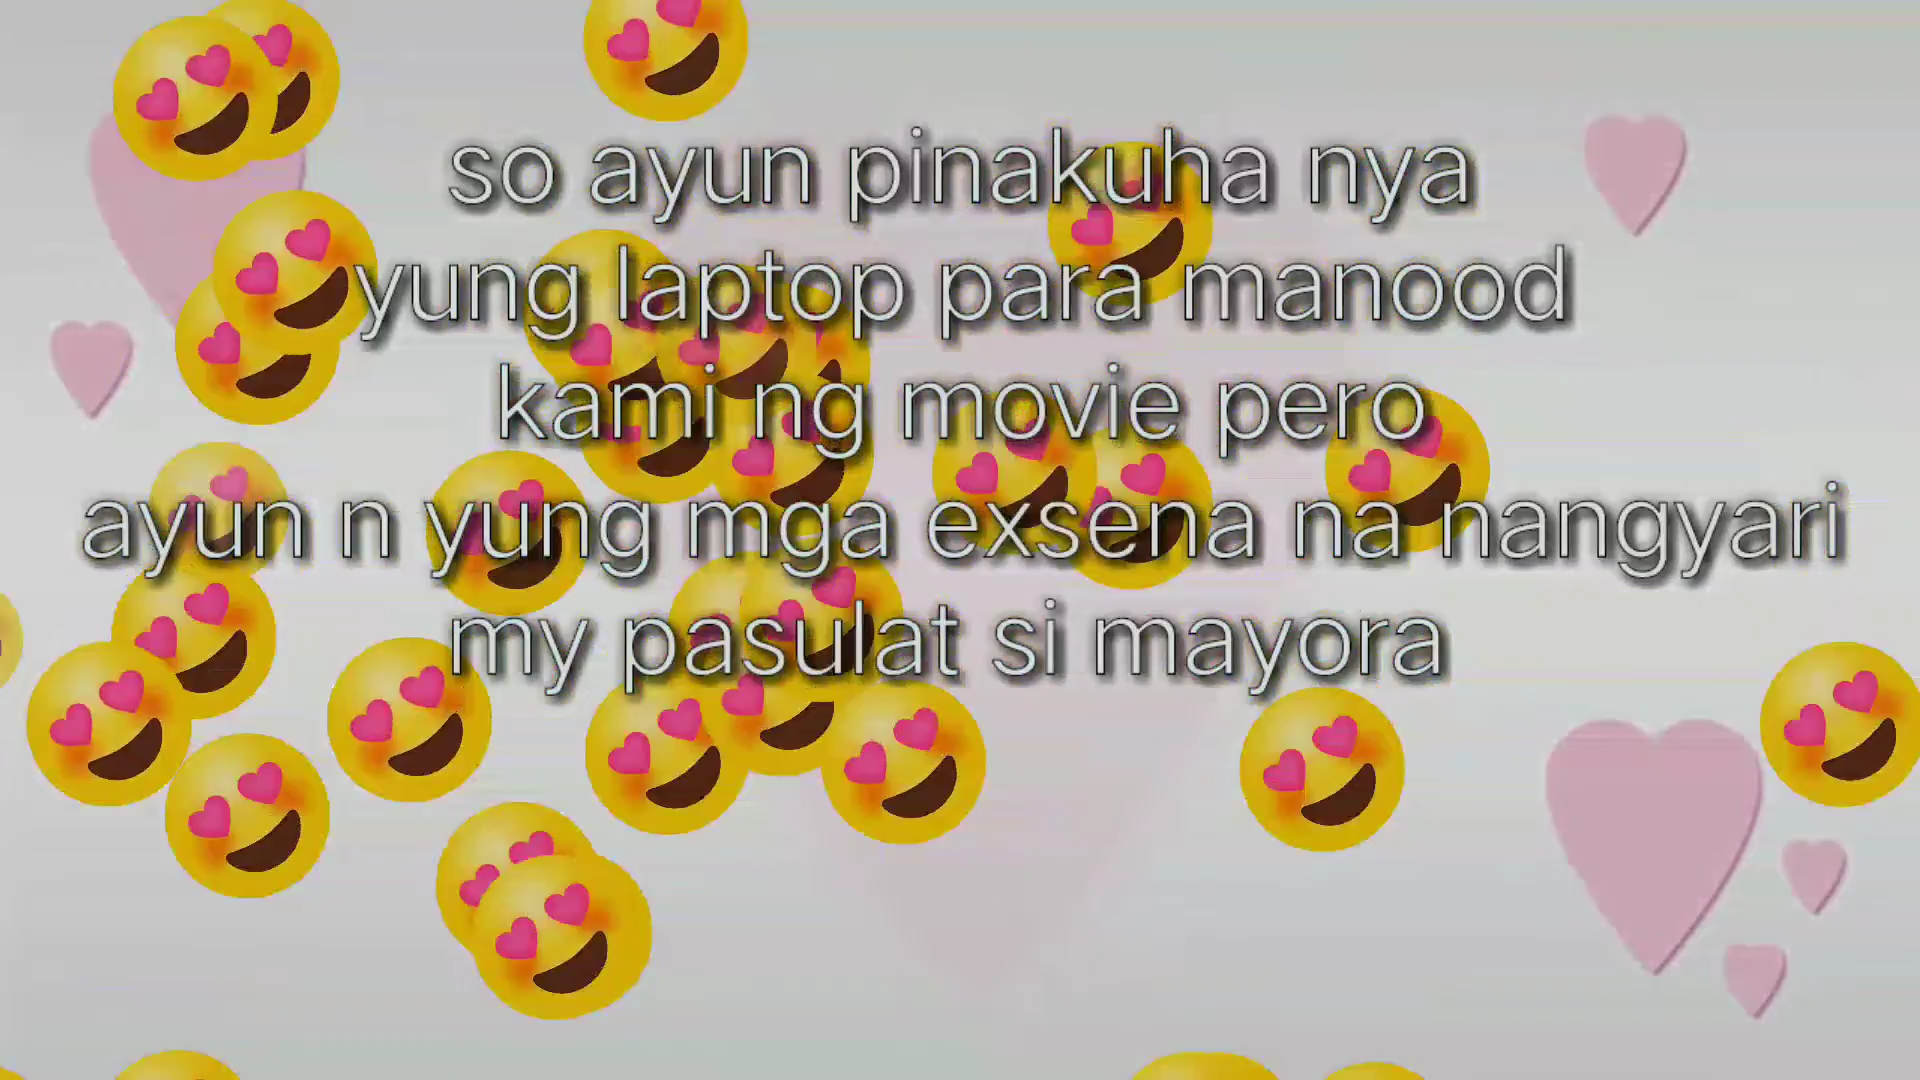 so ayun pinakuha nya
yung laptop para manood
kami ng movie pero
ayun n yung mga exsena na nangyari
my pasulat si mayora